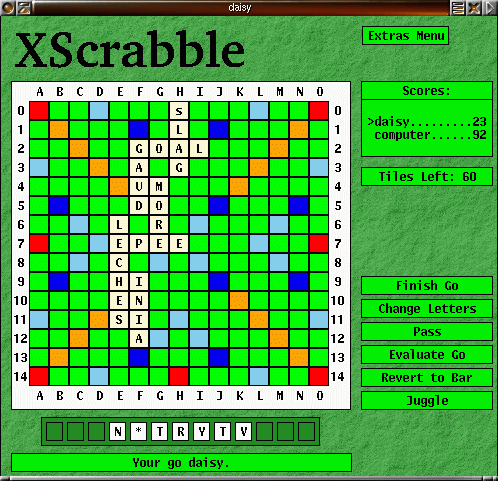 daisy
XScrabble
Extras Menu
A B C D E F G H I J K L M N O
0 S 0
1 L 1
2 G O A L 2
3 A G 3
4 U M 4
5 D O 5
6 L R 6
7 E P E E 7
8 C 8
9 H I 9
10 E N 10
11 S I 11
12 A 12
13 13
14 14
A B C D E F G H I J K L M N O
Scores:
>daisy.........23
computer......92
Tiles Left: 60
Finish Go
Change Letters
Pass
Evaluate Go
Revert to Bar
Juggle
N * T R Y T V
Your go daisy.